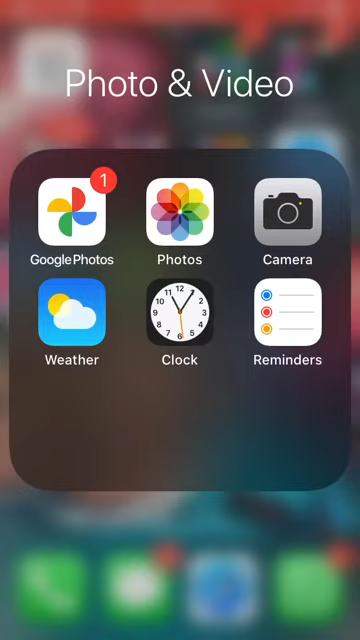 Photo & Video
1
Google Photos
Photos
Camera
Weather
Clock
Reminders